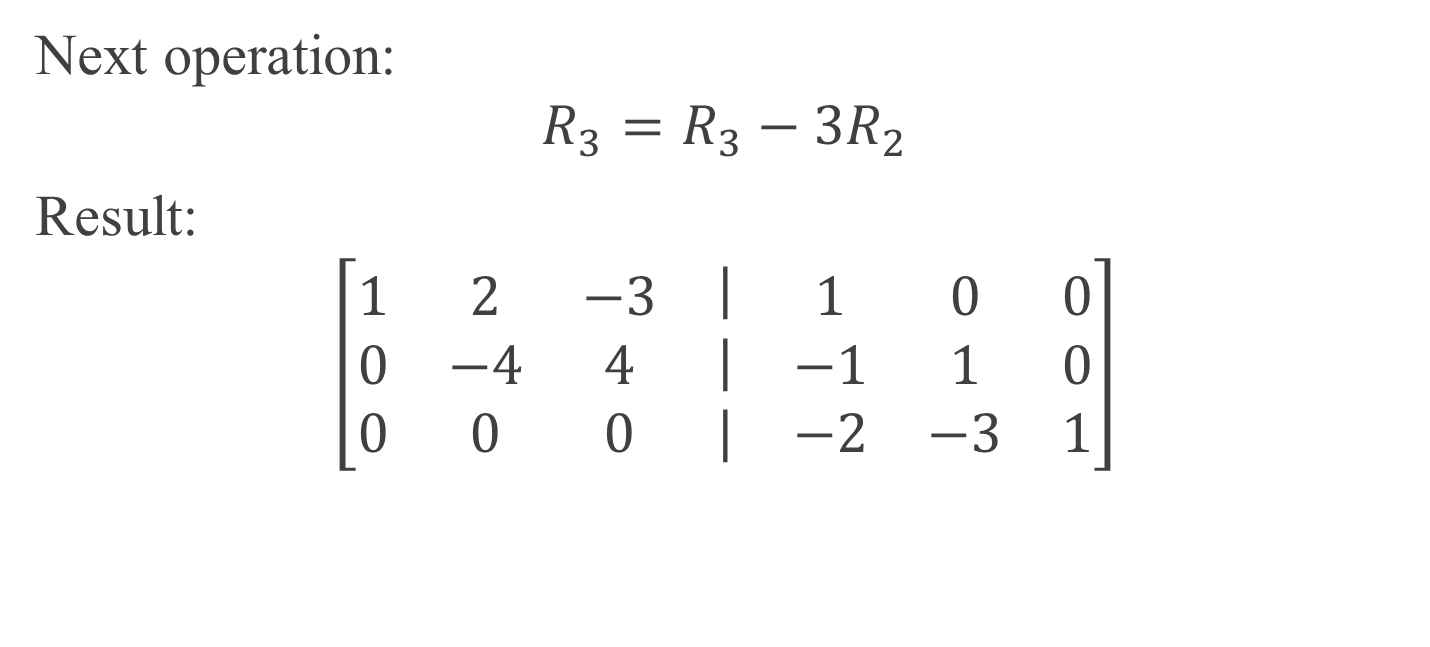 Next operation:
R₃ = R₃ − 3R₂
Result:
1 2 −3 | 1 0 0
0 −4 4 | −1 1 0
0 0 0 | −2 −3 1